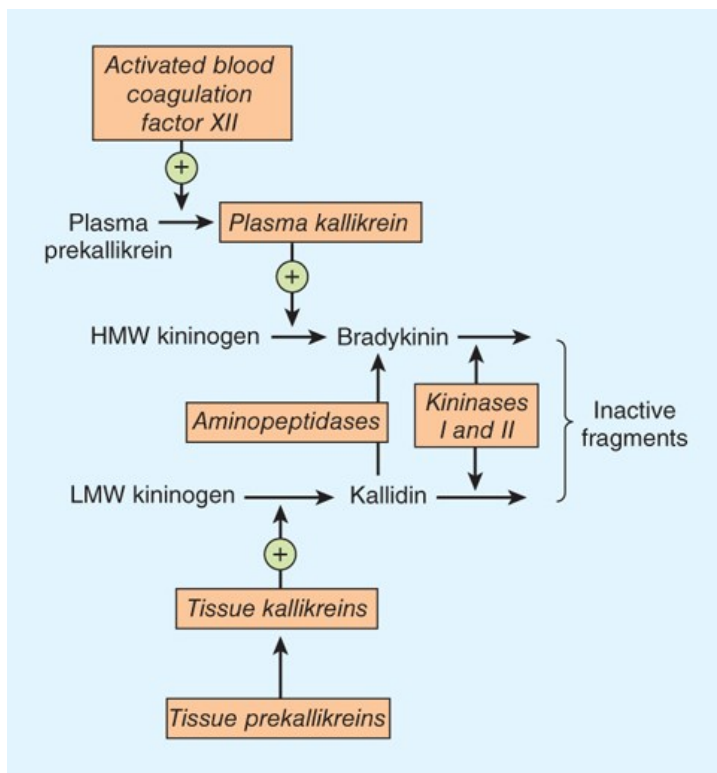 Activated blood
coagulation
factor XII
+
Plasma
prekallikrein
Plasma kallikrein
+
HMW kininogen
Bradykinin
Aminopeptidases
Kininases
I and II
Inactive
fragments
LMW kininogen
Kallidin
+
Tissue kallikreins
Tissue prekallikreins